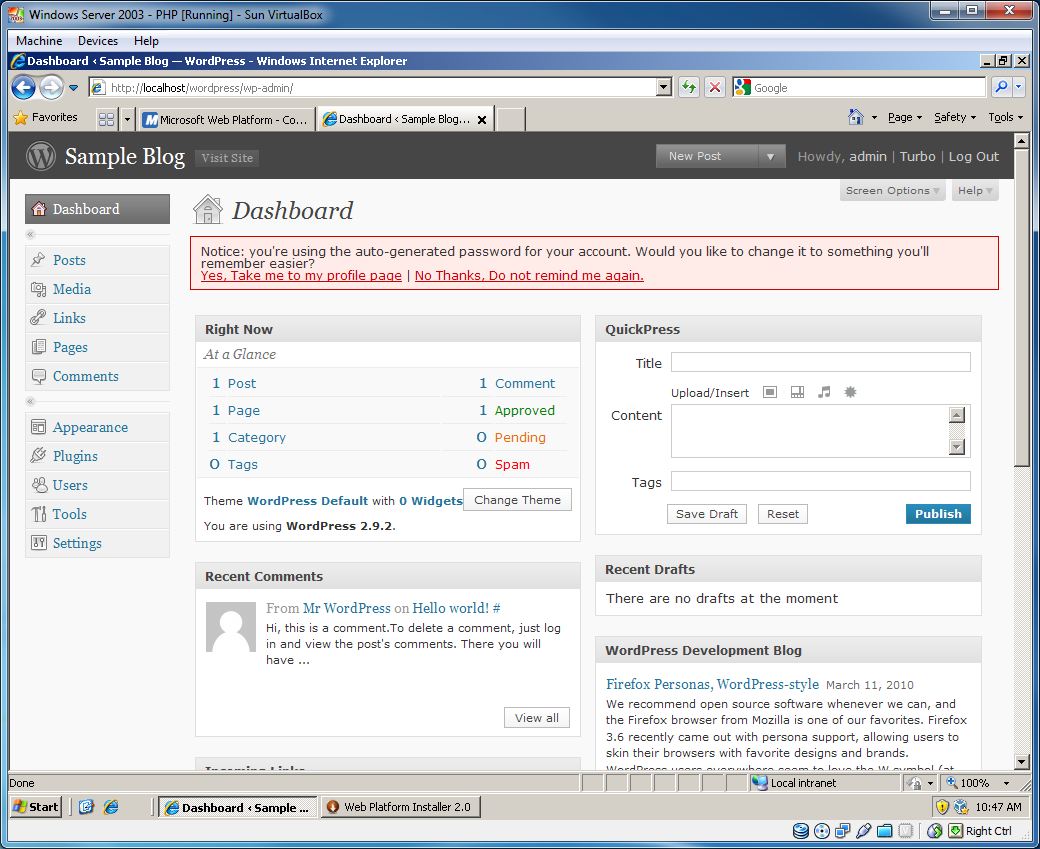 Windows Server 2003 - PHP [Running] - Sun VirtualBox
Machine Devices Help
Dashboard ‹ Sample Blog — WordPress - Windows Internet Explorer
http://localhost/wordpress/wp-admin/
Google
Favorites
Microsoft Web Platform - Co...
Dashboard ‹ Sample Blog...
Page Safety Tools
Sample Blog
Visit Site
New Post
Howdy, admin | Turbo | Log Out
Screen Options
Help
Dashboard
Posts
Media
Links
Pages
Comments
Appearance
Plugins
Users
Tools
Settings
Dashboard
Notice: you're using the auto-generated password for your account. Would you like to change it to something you'll
remember easier?
Yes, Take me to my profile page | No Thanks, Do not remind me again.
Right Now
At a Glance
1 Post 1 Comment
1 Page 1 Approved
1 Category 0 Pending
0 Tags 0 Spam
Theme WordPress Default with 0 Widgets
Change Theme
You are using WordPress 2.9.2.
Recent Comments
From Mr WordPress on Hello world! #
Hi, this is a comment.To delete a comment, just log
in and view the post's comments. There you will
have ...
View all
Incoming Links
QuickPress
Title
Upload/Insert
Content
Tags
Save Draft
Reset
Publish
Recent Drafts
There are no drafts at the moment
WordPress Development Blog
Firefox Personas, WordPress-style March 11, 2010
We recommend open source software whenever we can, and
the Firefox browser from Mozilla is one of our favorites. Firefox
3.6 recently came out with persona support, allowing users to
skin their browsers with favorite designs and brands.
WordPress users everywhere seem to love the W symbol (at
Done
Local intranet
100%
Start
Dashboard ‹ Sample ...
Web Platform Installer 2.0
10:47 AM
Right Ctrl